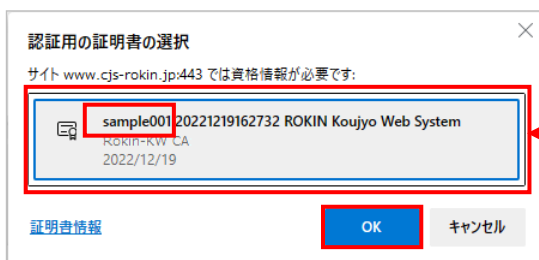 認証用の証明書の選択
サイト www.cjs-rokin.jp:443 では資格情報が必要です:
sample001 20221219162732 ROKIN Koujyo Web System
Rokin-KW CA
2022/12/19
証明書情報
OK
キャンセル